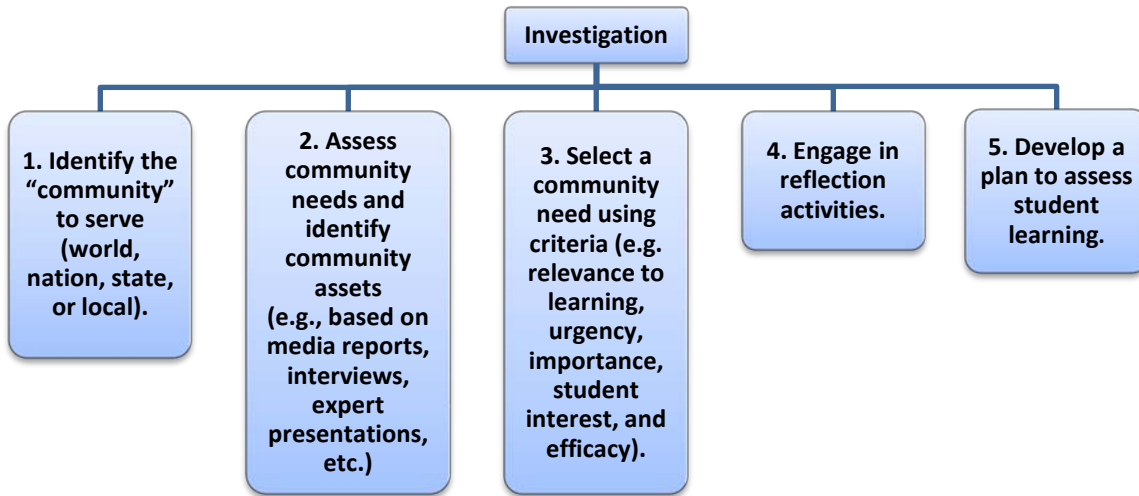 Investigation
1. Identify the
“community”
to serve
(world,
nation, state,
or local).
2. Assess
community
needs and
identify
community
assets
(e.g., based on
media reports,
interviews,
expert
presentations,
etc.)
3. Select a
community
need using
criteria (e.g.
relevance to
learning,
urgency,
importance,
student
interest, and
efficacy).
4. Engage in
reflection
activities.
5. Develop a
plan to assess
student
learning.